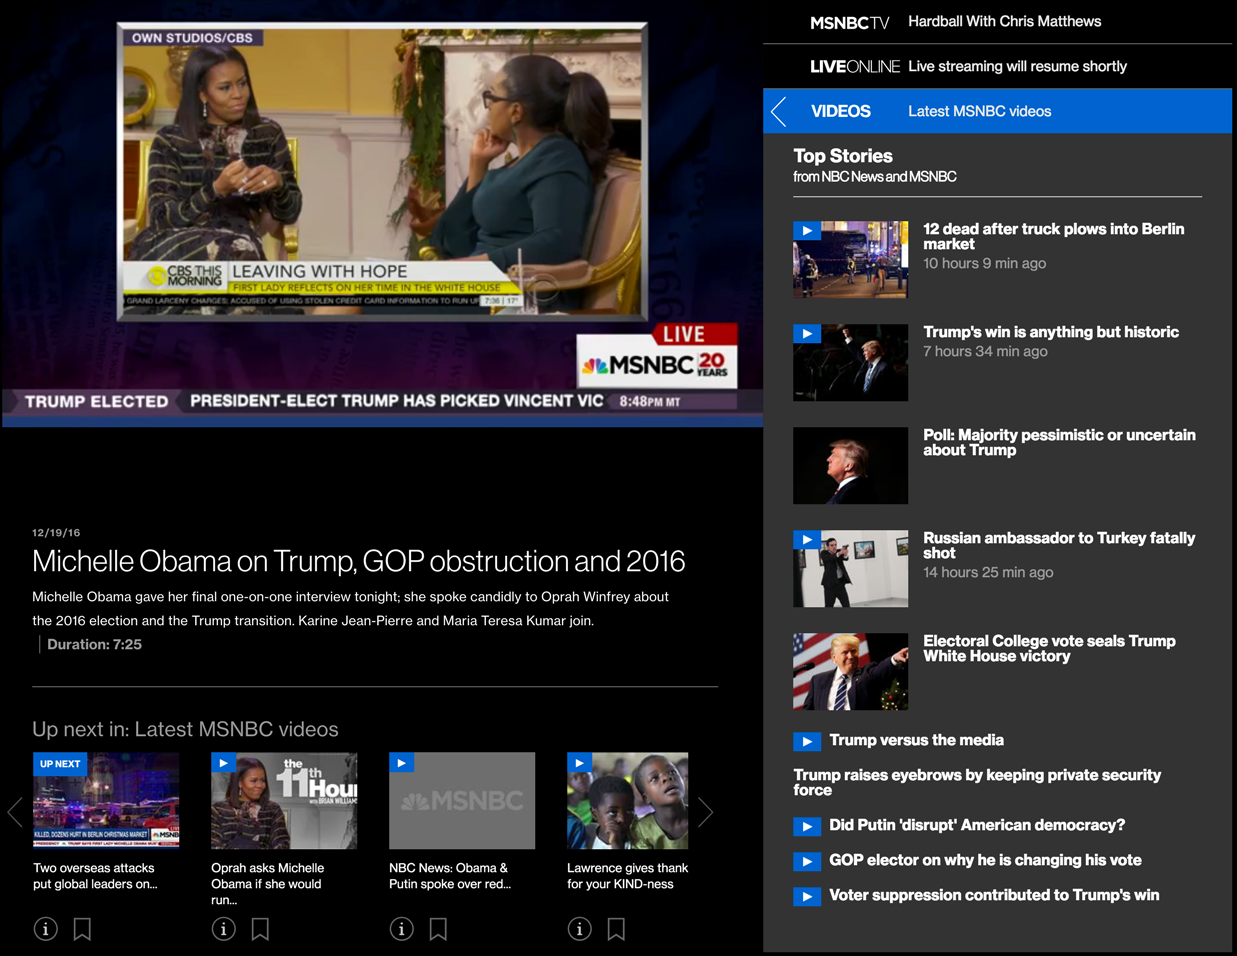 OWN STUDIOS/CBS
CBS THIS
MORNING
LEAVING WITH HOPE
FIRST LADY REFLECTS ON HER TIME IN THE WHITE HOUSE
GRAND LARCENY CHARGES; ACCUSED OF USING STOLEN CREDIT CARD INFORMATION TO RUN UP
7:36 | 17°
LIVE
MSNBC 20
YEARS
TRUMP ELECTED
PRESIDENT-ELECT TRUMP HAS PICKED VINCENT VIC
8:48PM MT
12/19/16
Michelle Obama on Trump, GOP obstruction and 2016
Michelle Obama gave her final one-on-one interview tonight; she spoke candidly to Oprah Winfrey about
the 2016 election and the Trump transition. Karine Jean-Pierre and Maria Teresa Kumar join.
Duration: 7:25
Up next in: Latest MSNBC videos
UP NEXT
KILLED, DOZENS HURT IN BERLIN CHRISTMAS MARKET
MSNB
Two overseas attacks
put global leaders on...
the
11th
Hour
WITH BRIAN WILLIAMS
Oprah asks Michelle
Obama if she would
run...
MSNBC
NBC News: Obama &
Putin spoke over red...
Lawrence gives thank
for your KIND-ness
MSNBCTV Hardball With Chris Matthews
LIVEONLINE Live streaming will resume shortly
VIDEOS Latest MSNBC videos
Top Stories
from NBC News and MSNBC
12 dead after truck plows into Berlin
market
10 hours 9 min ago
Trump's win is anything but historic
7 hours 34 min ago
Poll: Majority pessimistic or uncertain
about Trump
Russian ambassador to Turkey fatally
shot
14 hours 25 min ago
Electoral College vote seals Trump
White House victory
Trump versus the media
Trump raises eyebrows by keeping private security
force
Did Putin 'disrupt' American democracy?
GOP elector on why he is changing his vote
Voter suppression contributed to Trump's win